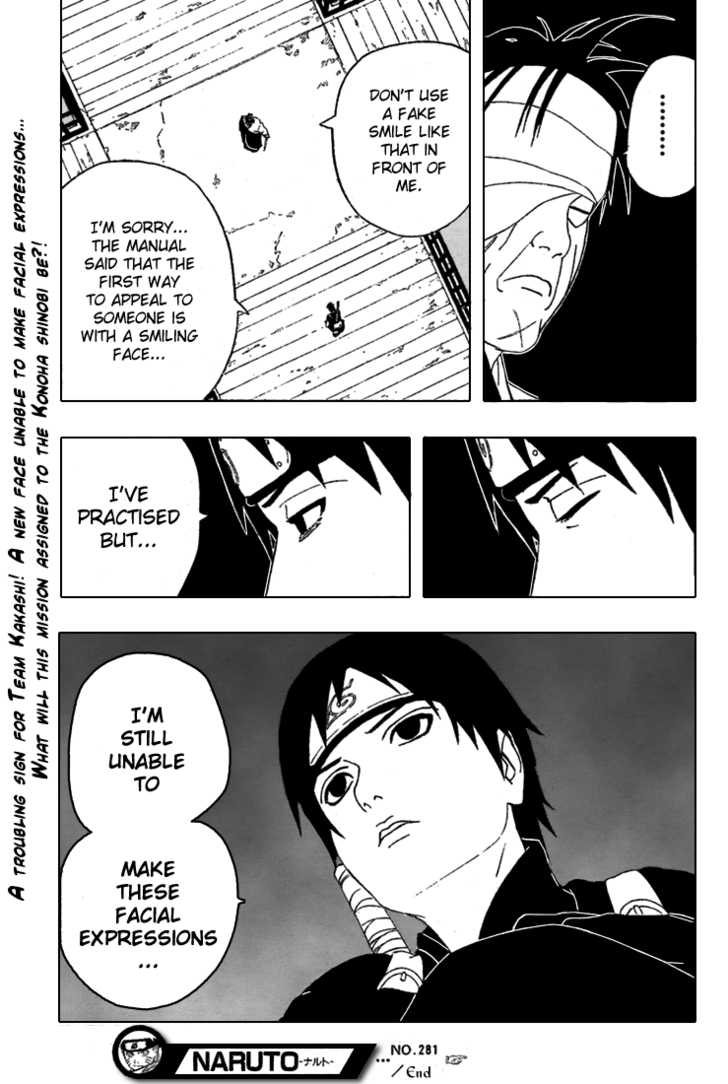 .........
DON'T USE
A FAKE
SMILE LIKE
THAT IN
FRONT OF
ME.
I'M SORRY...
THE MANUAL
SAID THAT THE
FIRST WAY
TO APPEAL TO
SOMEONE IS
WITH A SMILING
FACE...
I'VE
PRACTISED
BUT...
I'M
STILL
UNABLE
TO
MAKE
THESE
FACIAL
EXPRESSIONS
...
A TROUBLING SIGN FOR TEAM KAKASHI! A NEW FACE UNABLE TO MAKE FACIAL EXPRESSIONS...
WHAT WILL THIS MISSION ASSIGNED TO THE KONOHA SHINOBI BE?!
NARUTO -ナルト-
...NO.281
/End